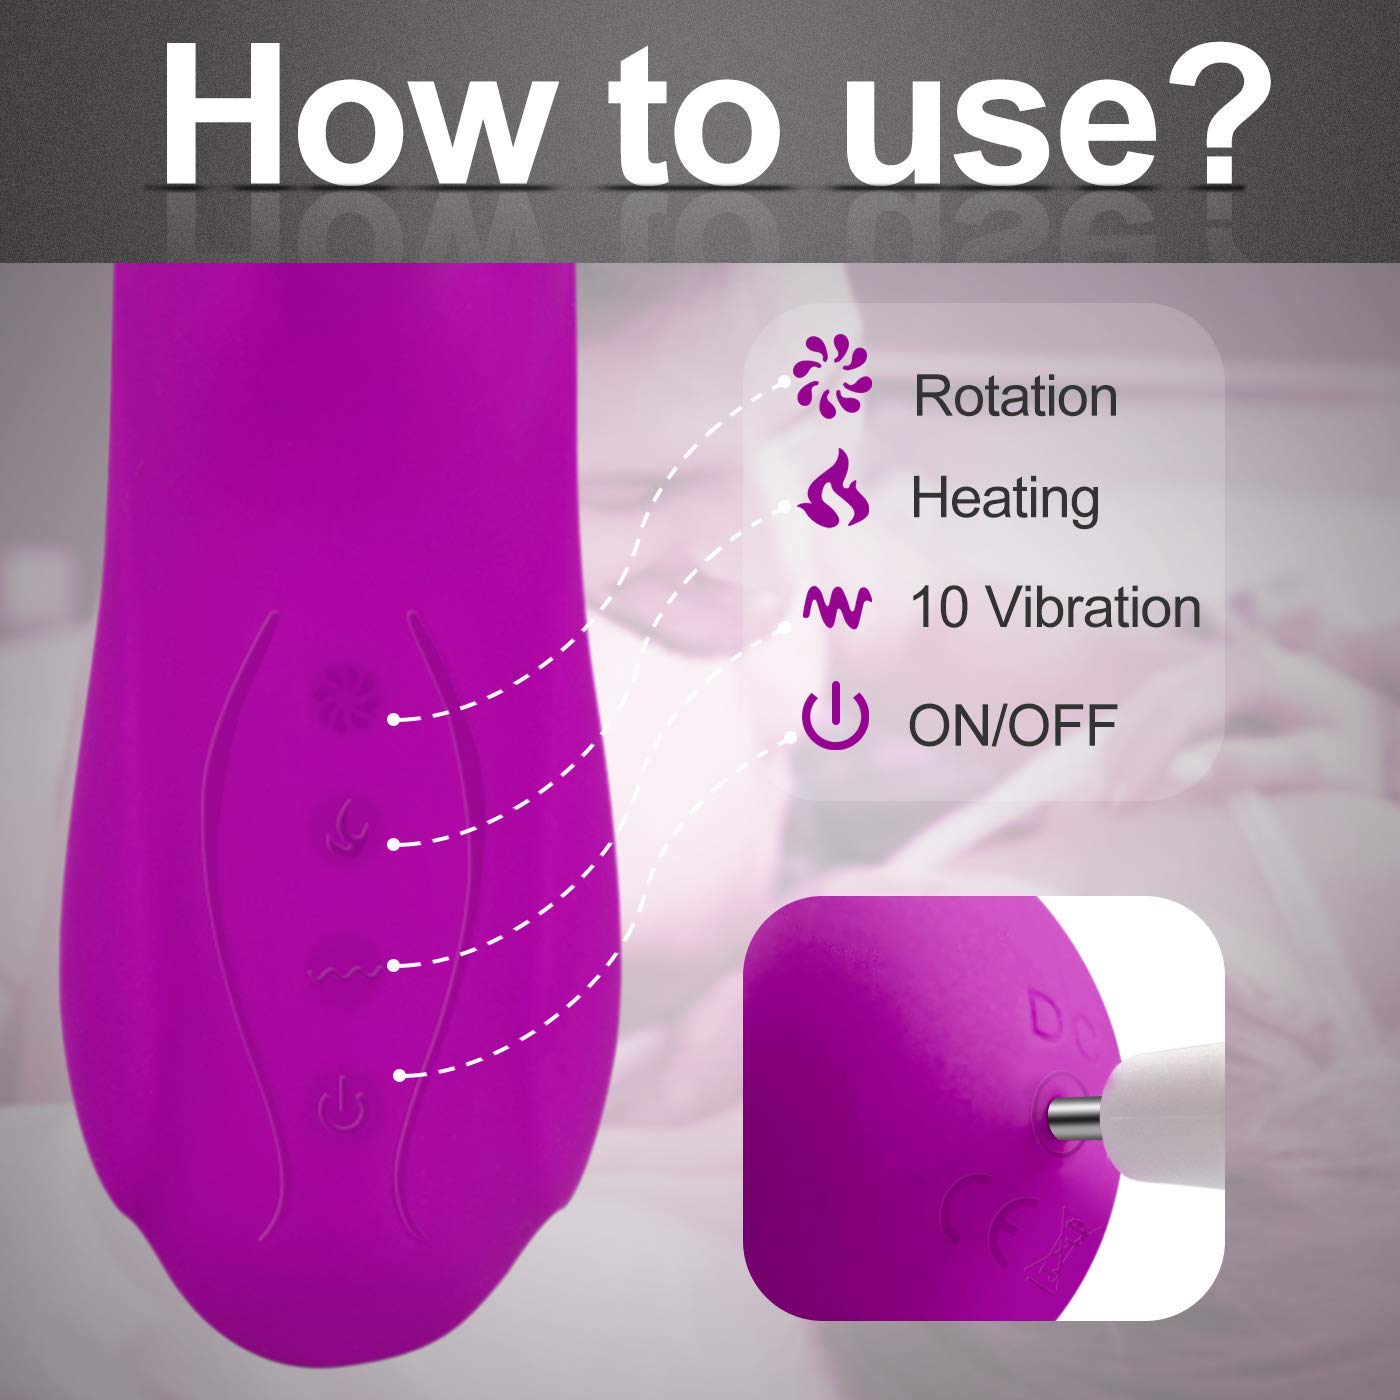 How to use?
Rotation
Heating
10 Vibration
ON/OFF
DC
CE